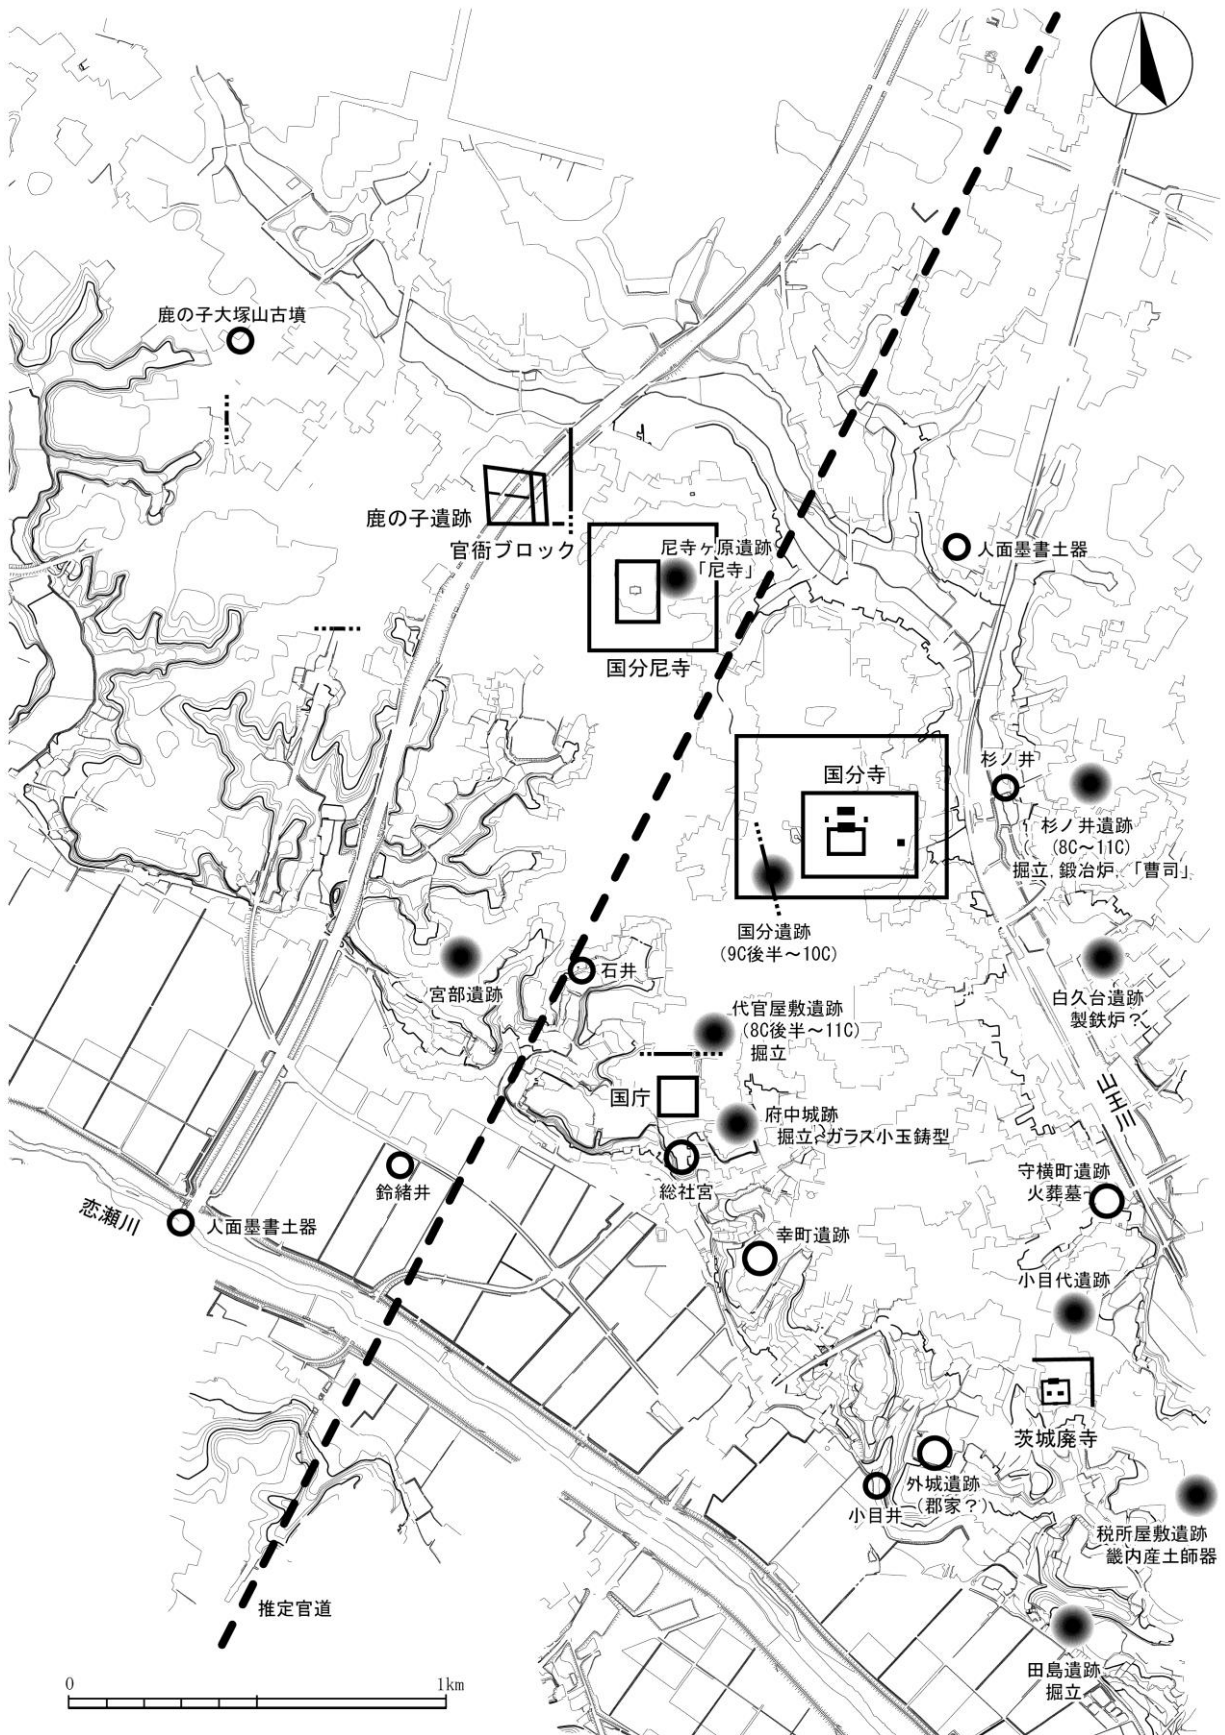 鹿の子大塚山古墳
鹿の子遺跡
官衙ブロック
尼寺ヶ原遺跡
「尼寺」
人面墨書土器
国分尼寺
国分寺
杉ノ井
杉ノ井遺跡
(8C〜11C)
掘立,鍛冶炉,「曹司」
国分遺跡
(9C後半〜10C)
石井
宮部遺跡
白久台遺跡
製鉄炉?
代官屋敷遺跡
(8C後半〜11C)
掘立
国庁
府中城跡
掘立,ガラス小玉鋳型
山王川
総社宮
鈴緒井
守横町遺跡
火葬墓
恋瀬川
人面墨書土器
幸町遺跡
小目代遺跡
茨城廃寺
外城遺跡
(郡家?)
小目井
税所屋敷遺跡
畿内産土師器
推定官道
田島遺跡
掘立
0
1km